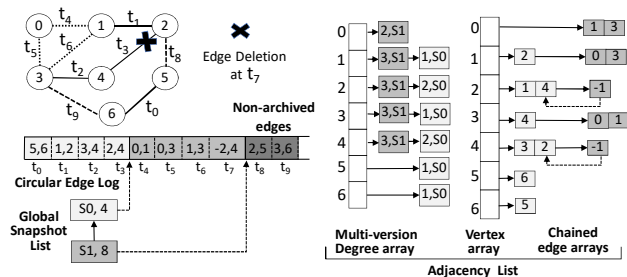 0 1 2
t4 t1
t5 t6 t3 t8
t2
3 4 5
t9 t0
6
Edge Deletion
at t7
Non-archived
edges
5,6 1,2 3,4 2,4 0,1 0,3 1,3 -2,4 2,5 3,6
t0 t1 t2 t3 t4 t5 t6 t7 t8 t9
Circular Edge Log
Global
Snapshot
List
S0, 4
S1, 8
0 2,S1
1 3,S1 1,S0
2 3,S1 2,S0
3 3,S1 1,S0
4 3,S1 2,S0
5 1,S0
6 1,S0
Multi-version
Degree array
0 1 3
1 2 0 3
2 1 4 -1
3 4 0 1
4 3 2 -1
5 6
6 5
Vertex
array
Chained
edge arrays
Adjacency List